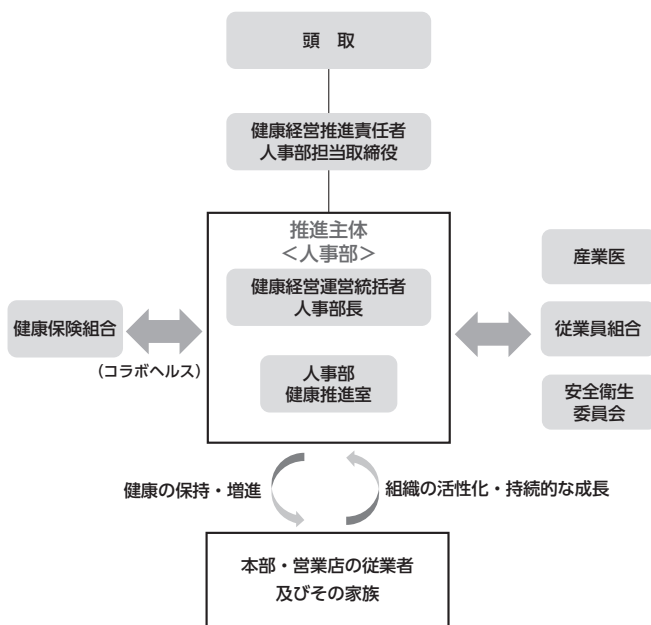 頭 取
健康経営推進責任者
人事部担当取締役
推進主体
<人事部>
健康経営運営統括者
人事部長
人事部
健康推進室
健康保険組合
(コラボヘルス)
産業医
従業員組合
安全衛生
委員会
健康の保持・増進
組織の活性化・持続的な成長
本部・営業店の従業者
及びその家族